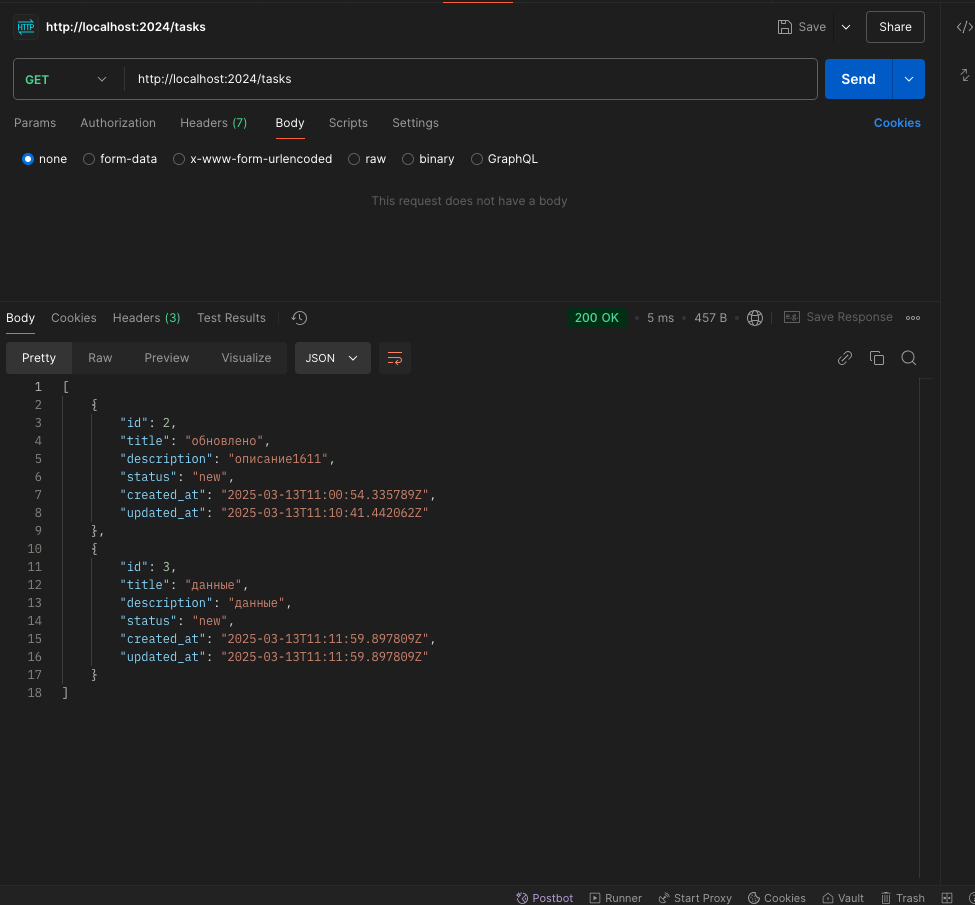 HTTP http://localhost:2024/tasks Save Share
GET http://localhost:2024/tasks Send
Params Authorization Headers (7) Body Scripts Settings Cookies
none form-data x-www-form-urlencoded raw binary GraphQL
This request does not have a body
Body Cookies Headers (3) Test Results 200 OK • 5 ms • 457 B • e.g. Save Response
Pretty Raw Preview Visualize JSON
1 [
2 {
3 "id": 2,
4 "title": "обновлено",
5 "description": "описание1611",
6 "status": "new",
7 "created_at": "2025-03-13T11:00:54.335789Z",
8 "updated_at": "2025-03-13T11:10:41.442062Z"
9 },
10 {
11 "id": 3,
12 "title": "данные",
13 "description": "данные",
14 "status": "new",
15 "created_at": "2025-03-13T11:11:59.897809Z",
16 "updated_at": "2025-03-13T11:11:59.897809Z"
17 }
18 ]
Postbot Runner Start Proxy Cookies Vault Trash